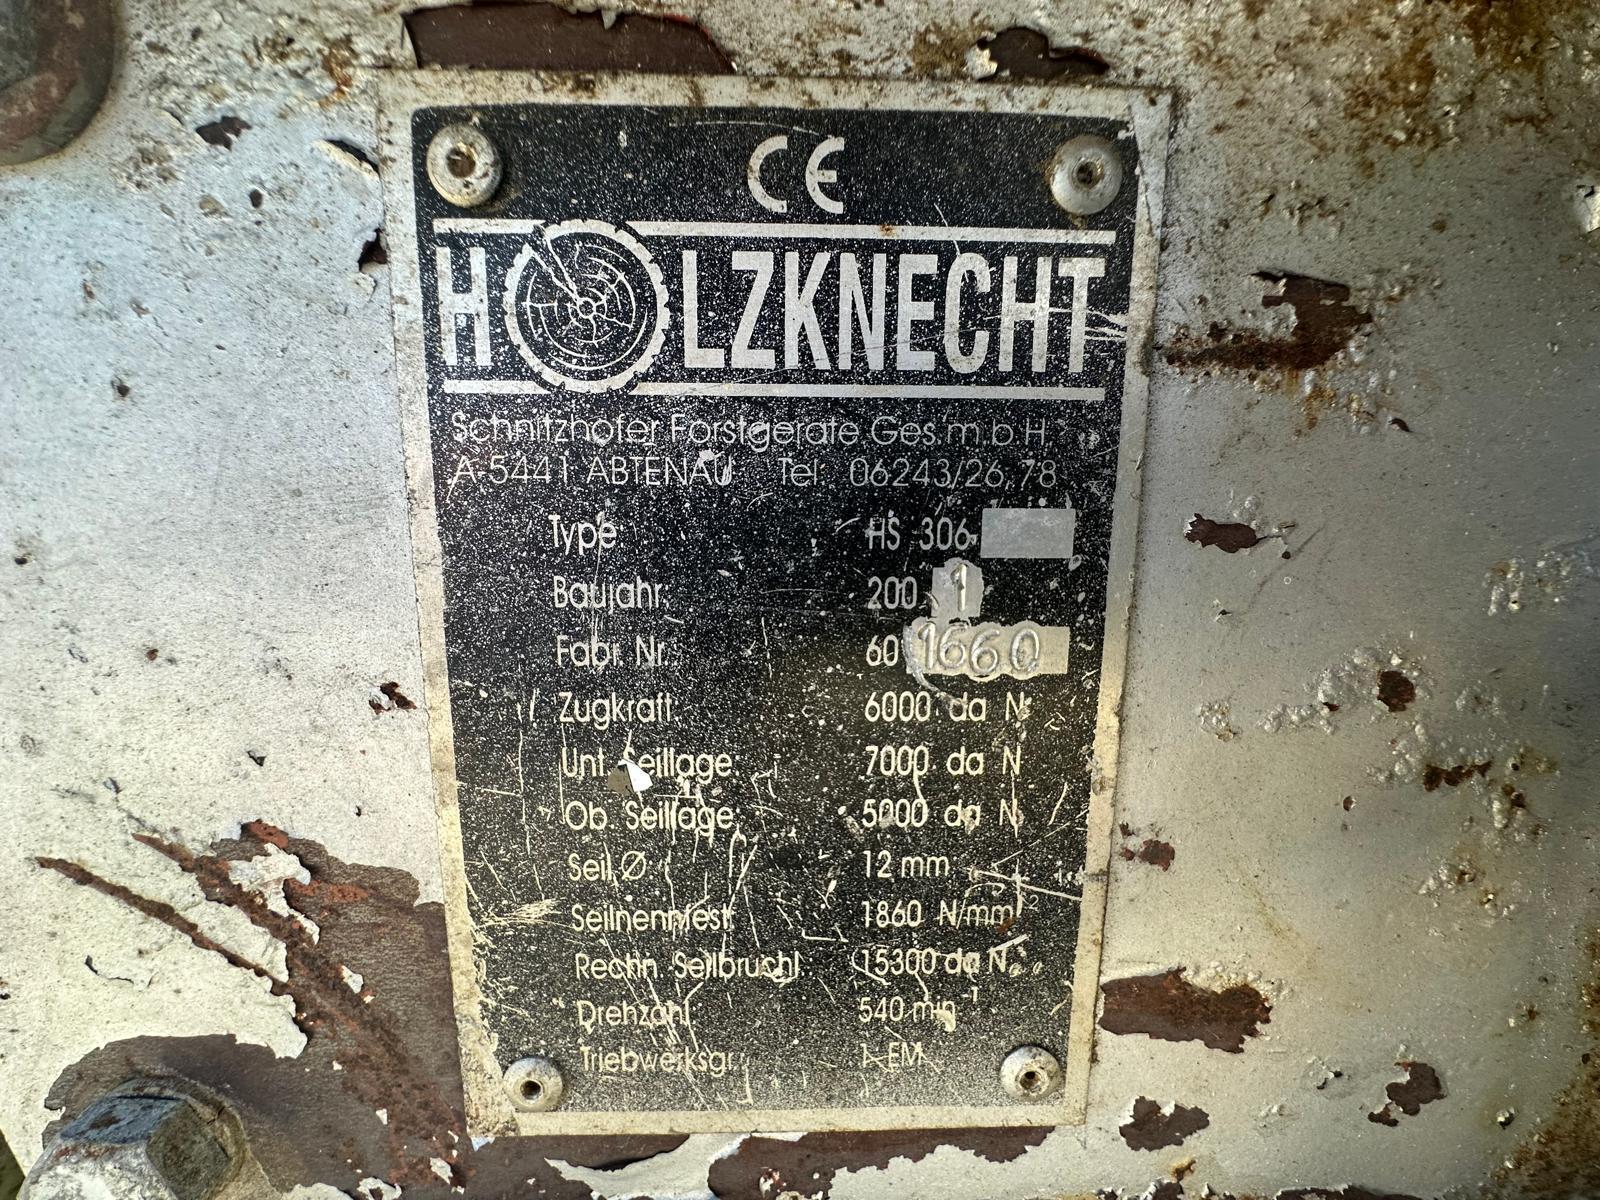 CE
HOLZKNECHT
Schnitzhofer Forstgeräte Ges.m.b.H.
A-5441 ABTENAU Tel. 06243/26 78
Type HS 306
Baujahr 2001
Fabr. Nr. 601660
Zugkraft 6000 da N
Unt. Seillage 7000 da N
Ob. Seillage 5000 da N
Seil Ø 12 mm
Seilnennfest. 1860 N/mm²
Rechn. Seilbruchl. 15300 da N
Drehzahl 540 min⁻¹
Triebwerksgr. 1 EM